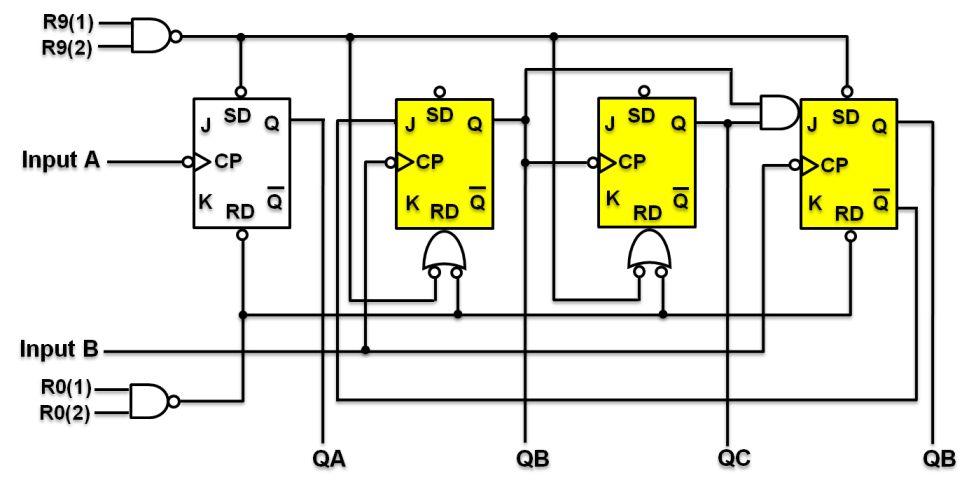 R9(1)
R9(2)
J SD Q
J SD Q
J SD Q
J SD Q
Input A
CP
CP
CP
CP
K RD Q
K RD Q
K RD Q
K RD Q
Input B
R0(1)
R0(2)
QA QB QC QB